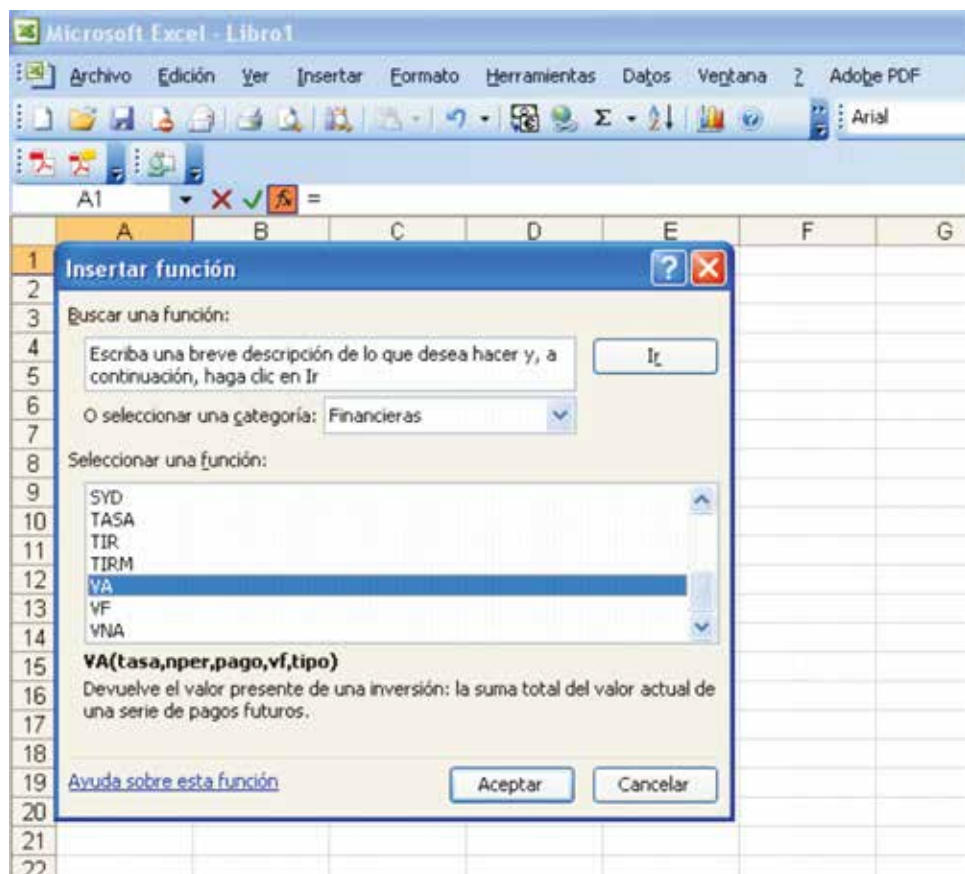 Microsoft Excel - Libro1
Archivo Edición Ver Insertar Formato Herramientas Datos Ventana ? Adobe PDF
Σ Arial
A1 fx =
A B C D E F G
1
Insertar función
2
3
Buscar una función:
4
Escriba una breve descripción de lo que desea hacer y, a
continuación, haga clic en Ir
Ir
5
6
O seleccionar una categoría: Financieras
7
8
Seleccionar una función:
9
SYD
10
TASA
11
TIR
TIRM
12
VA
13
VF
14
VNA
15
VA(tasa,nper,pago,vf,tipo)
16
Devuelve el valor presente de una inversión: la suma total del valor actual de
una serie de pagos futuros.
17
18
19
Ayuda sobre esta función Aceptar Cancelar
20
21
22